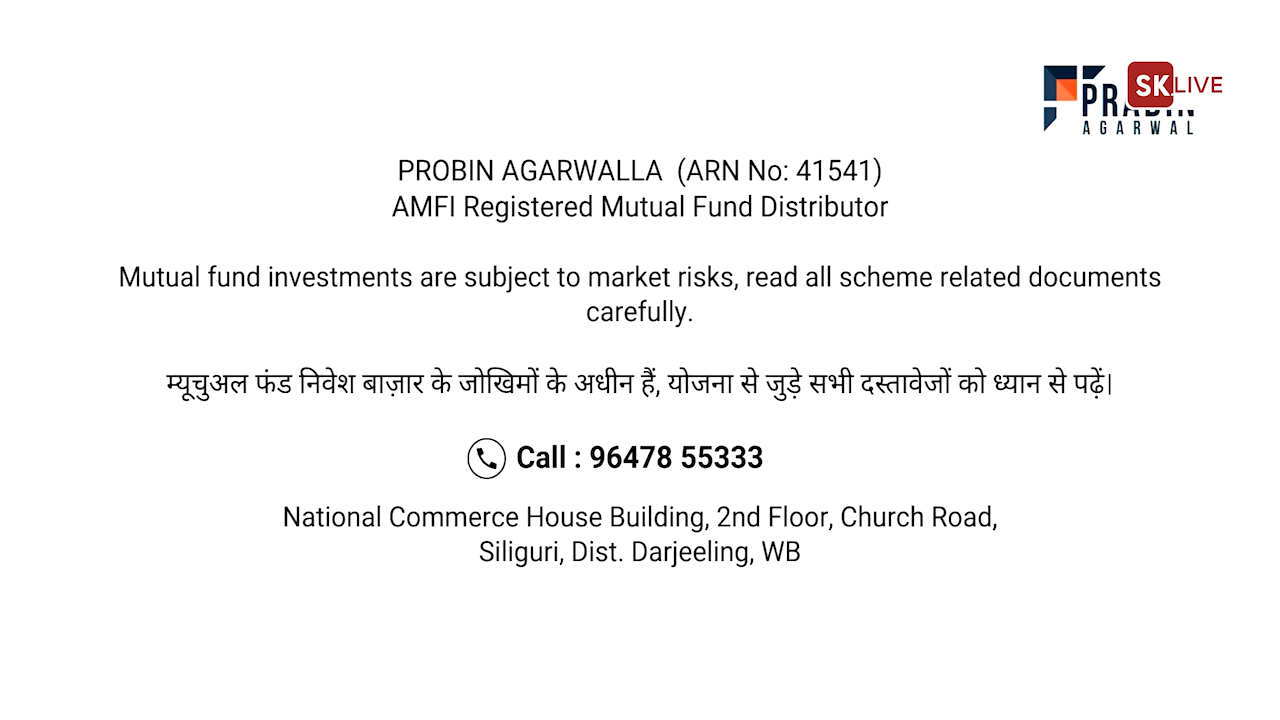 SK LIVE
AGARWAL
PROBIN AGARWALLA (ARN No: 41541)
AMFI Registered Mutual Fund Distributor
Mutual fund investments are subject to market risks, read all scheme related documents
carefully.
म्यूचुअल फंड निवेश बाज़ार के जोखिमों के अधीन हैं, योजना से जुड़े सभी दस्तावेजों को ध्यान से पढ़ें।
Call : 96478 55333
National Commerce House Building, 2nd Floor, Church Road,
Siliguri, Dist. Darjeeling, WB